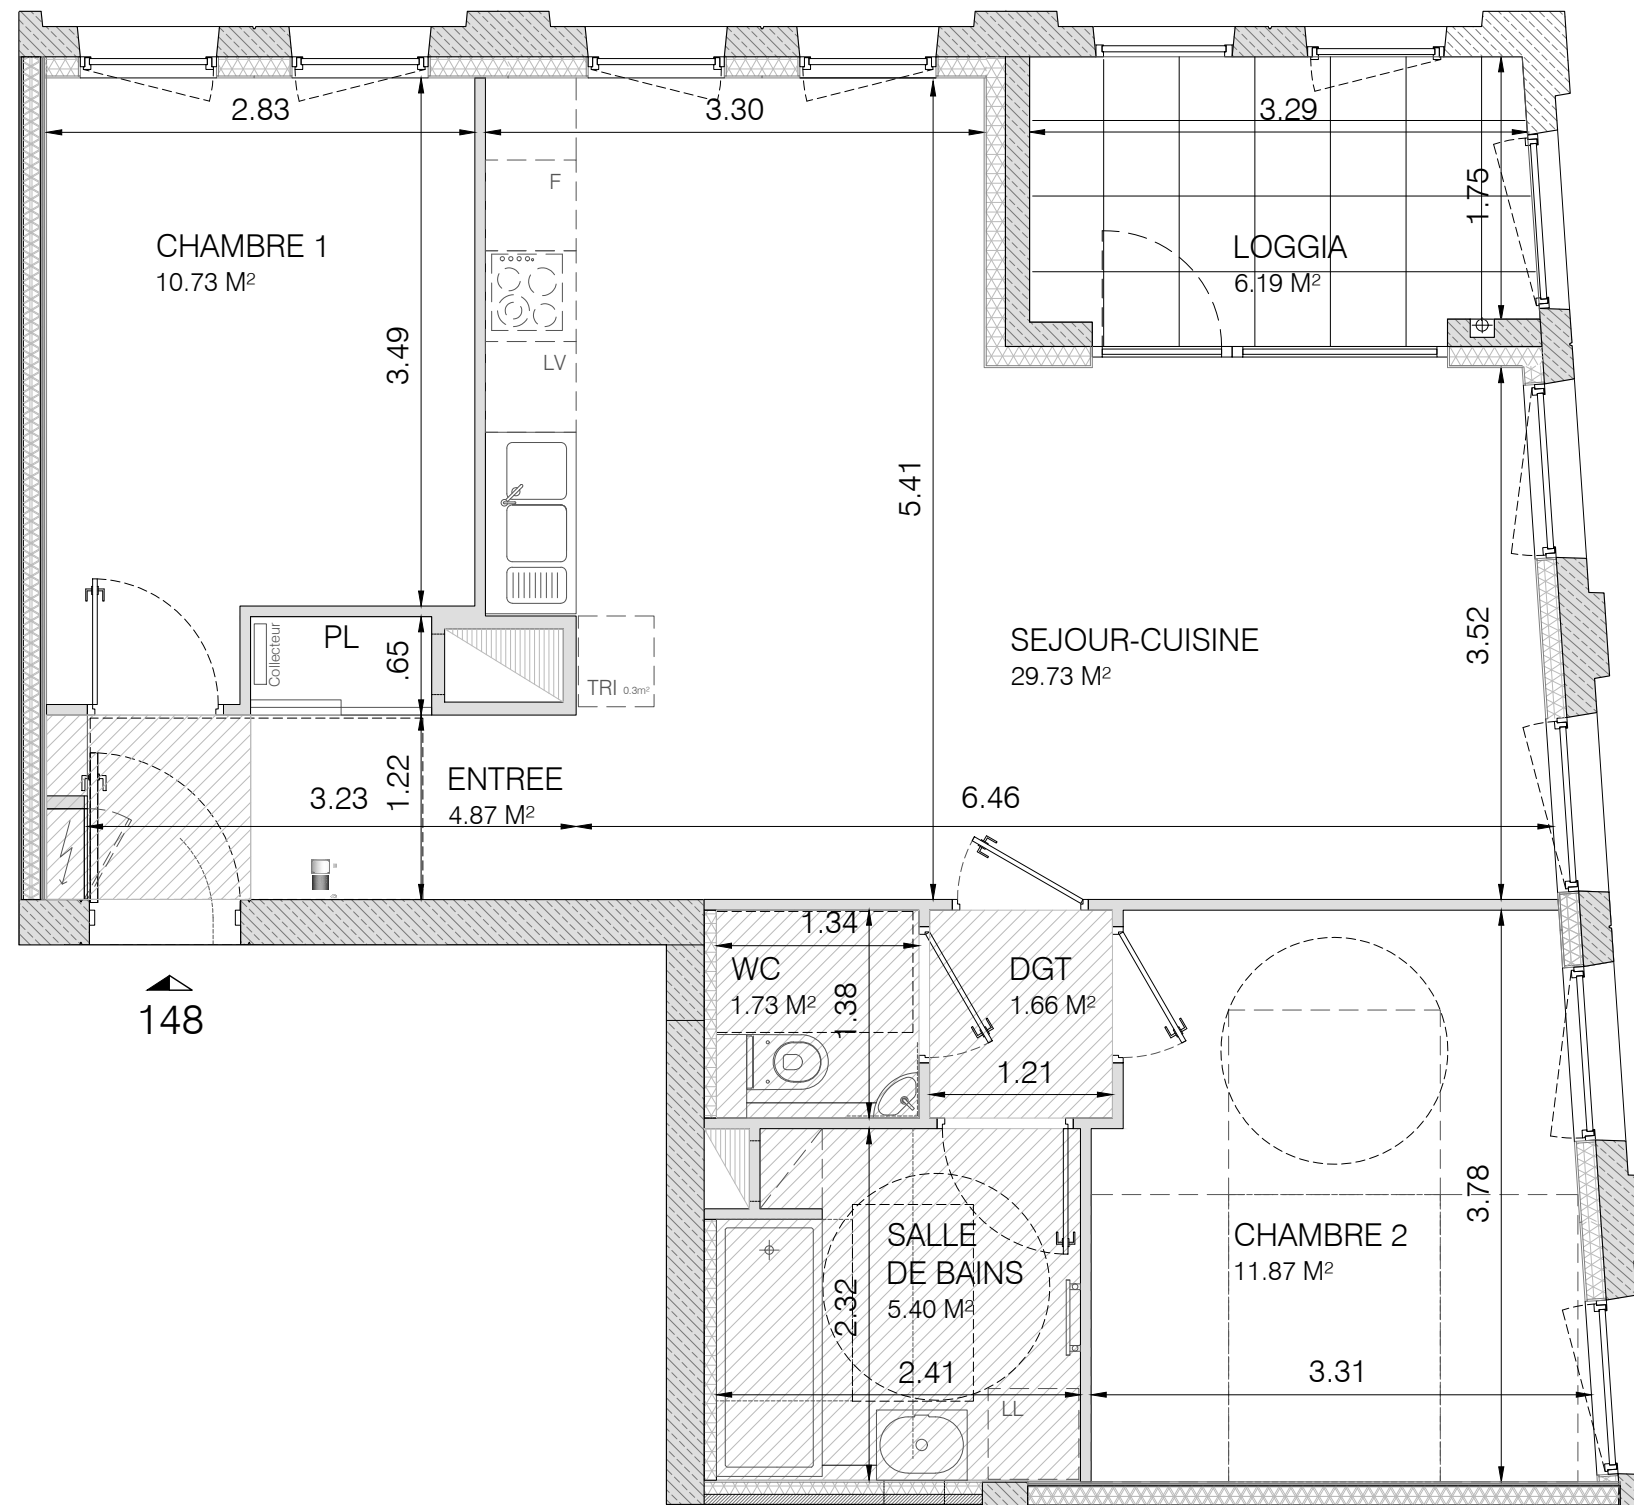 2.83
3.30
3.29
1.75
F
CHAMBRE 1
10.73 M²
LOGGIA
6.19 M²
3.49
LV
5.41
3.52
SEJOUR-CUISINE
29.73 M²
Collecteur
PL
.65
TRI 0.3m²
ENTREE
4.87 M²
3.23
1.22
6.46
1.34
WC
1.73 M²
1.38
DGT
1.66 M²
148
1.21
3.78
SALLE
DE BAINS
5.40 M²
2.32
CHAMBRE 2
11.87 M²
2.41
3.31
LL